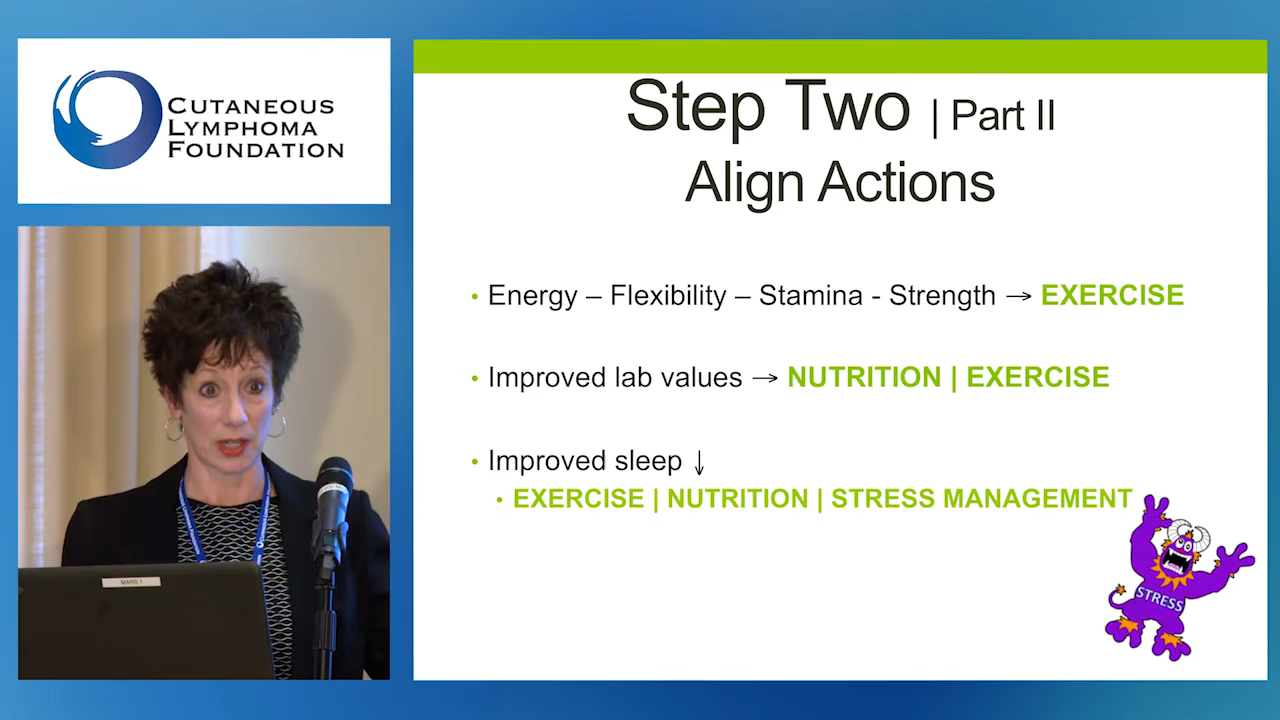 CUTANEOUS
LYMPHOMA
FOUNDATION
Step Two | Part II
Align Actions
• Energy – Flexibility – Stamina - Strength → EXERCISE
• Improved lab values → NUTRITION | EXERCISE
• Improved sleep ↓
• EXERCISE | NUTRITION | STRESS MANAGEMENT
STRESS